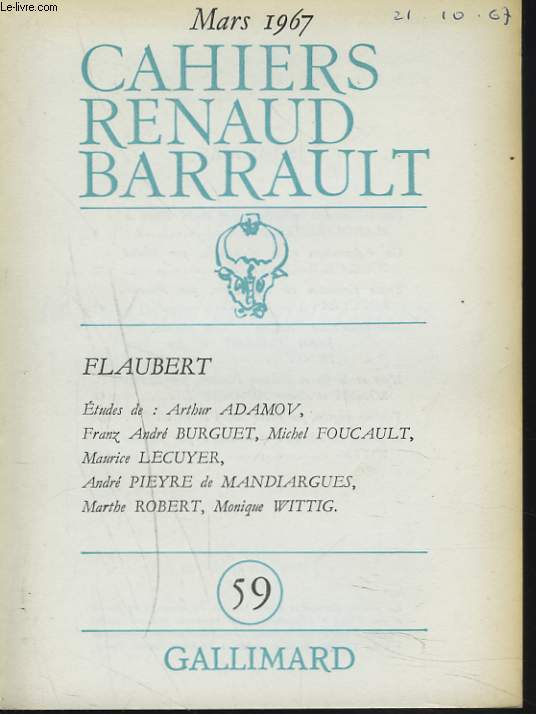 Le-livre.com
Mars 1967
21 . 10 . 67
CAHIERS
RENAUD
BARRAULT
FLAUBERT
Études de : Arthur ADAMOV,
Franz André BURGUET, Michel FOUCAULT,
Maurice LECUYER,
André PIEYRE de MANDIARGUES,
Marthe ROBERT, Monique WITTIG.
59
GALLIMARD